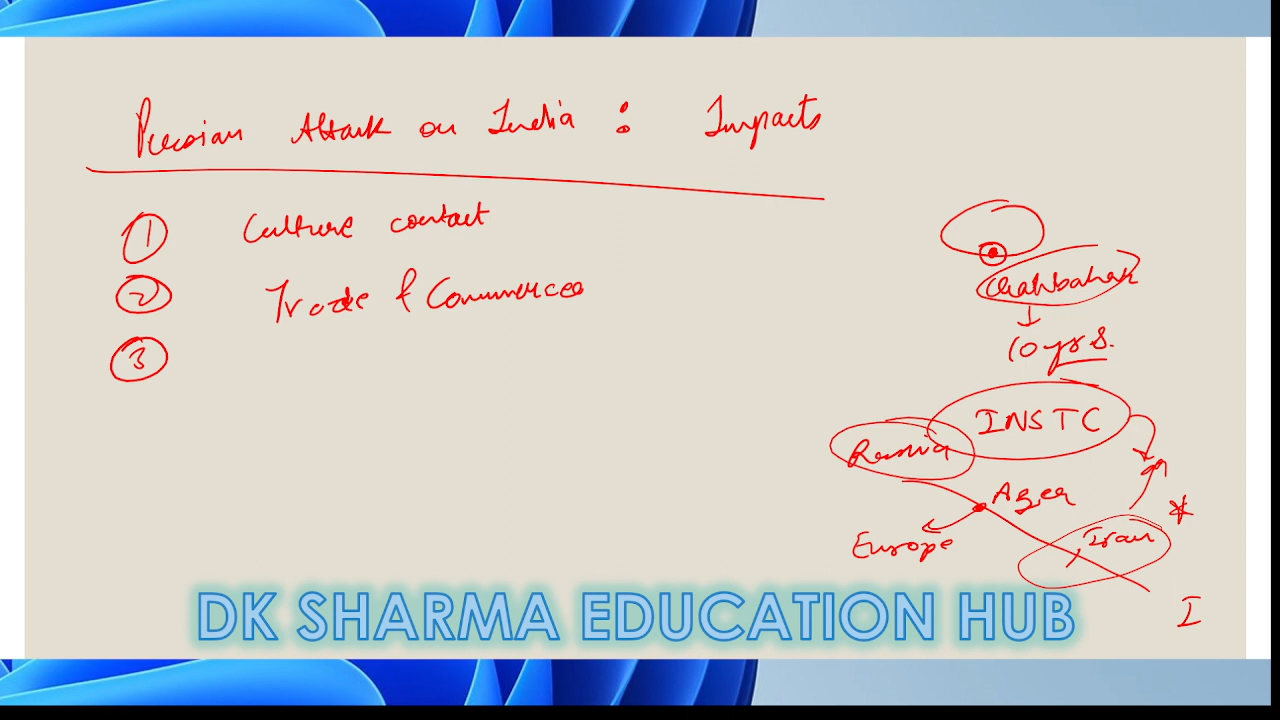 Persian Attack on India : Impacts
① Culture contact
② Trade & Commerce
③
Chahbahar
10 yrs.
INSTC
Russia
Azer
Europe
Iran
I
DK SHARMA EDUCATION HUB